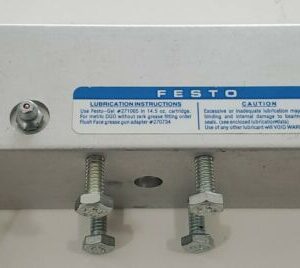 FESTO
LUBRICATION INSTRUCTIONS
Use Festo-Gel #271065 in 14.5 oz. cartridge.
For metric DGO without zerk grease fitting order
Flush Face grease gun adapter #270734.
CAUTION
Excessive or inadequate lubrication may
binding and internal damage to bearing
seals. (see enclosed lubrication data)
Use of any other lubricant will VOID WARR